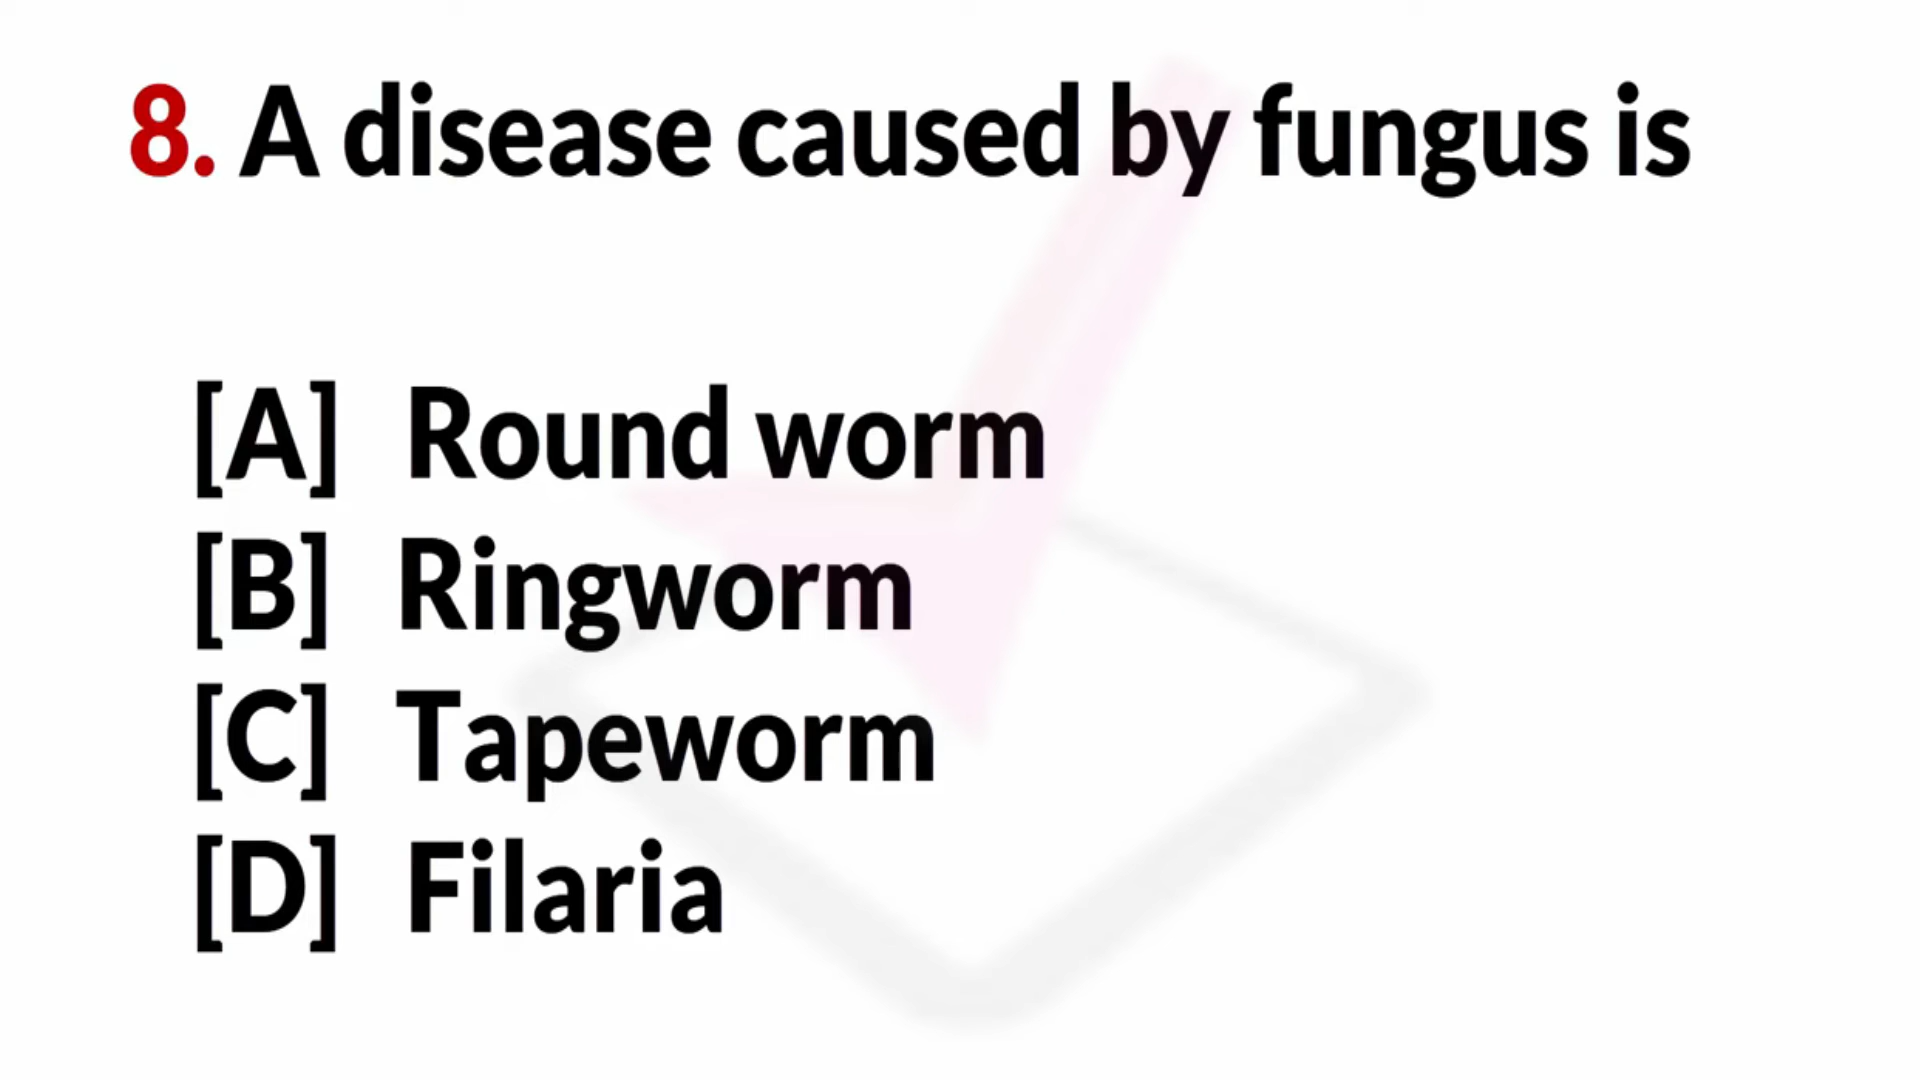 8. A disease caused by fungus is
[A] Round worm
[B] Ringworm
[C] Tapeworm
[D] Filaria